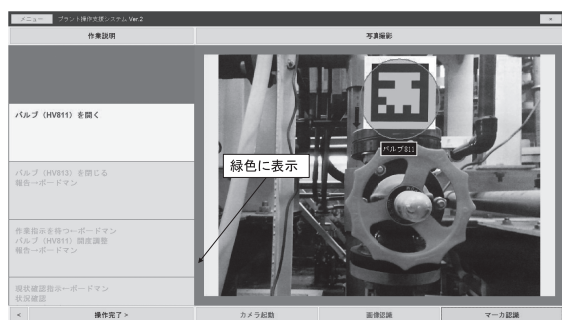 メニュー プラント操作支援システム Ver.2 ×
作業説明
写真撮影
バルブ（HV811）を開く
バルブ（HV813）を閉じる
報告→ボードマン
作業指示を待つ←ボードマン
バルブ（HV811）開度調整
報告→ボードマン
現状確認指示←ボードマン
状況確認
バルブ811
緑色に表示
< 操作完了 > カメラ起動 画像認識 マーカ認識